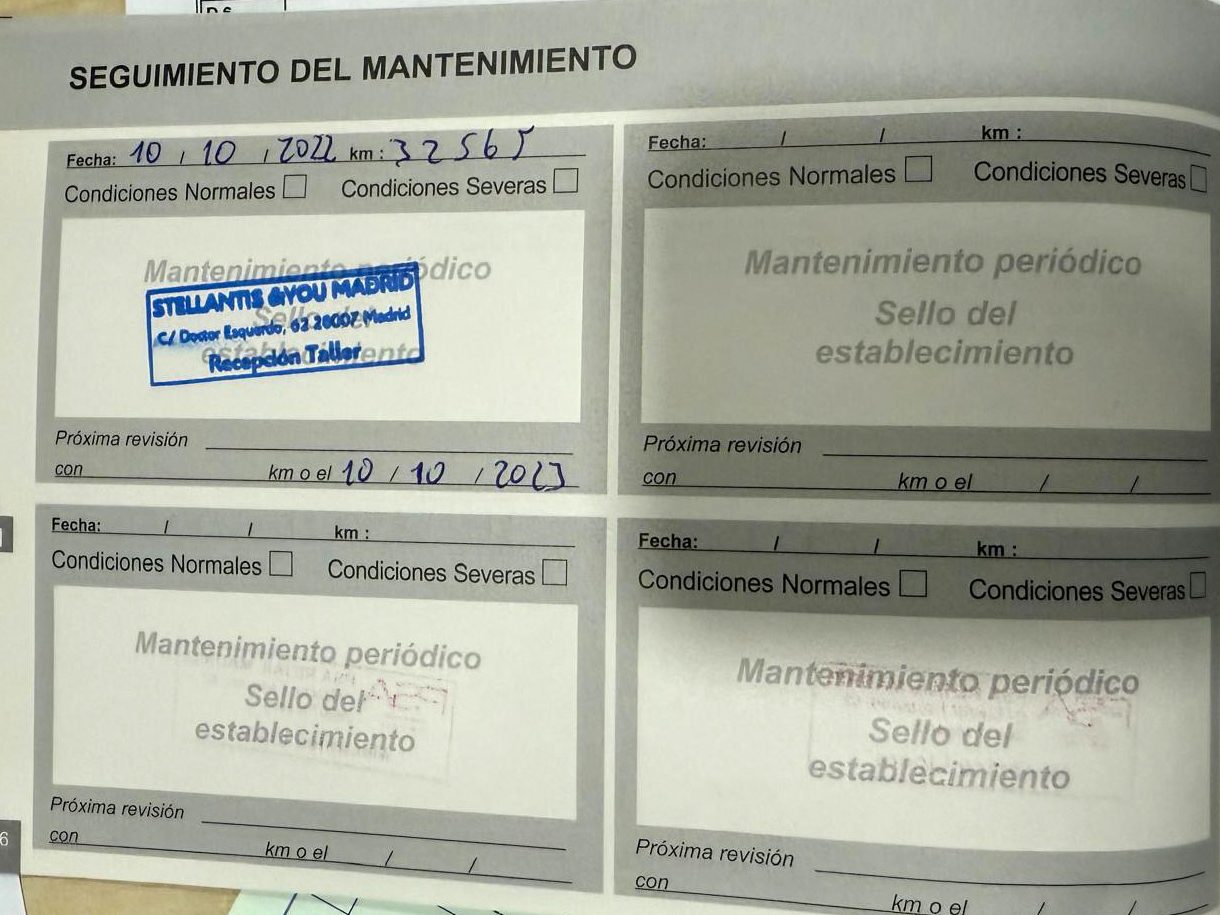 SEGUIMIENTO DEL MANTENIMIENTO
Fecha: 10 / 10 / 2022 km : 32565
Condiciones Normales Condiciones Severas
Mantenimiento periódico
Sello del
establecimiento
STELLANTIS &YOU MADRID
C/ Doctor Esquerdo, 62 28007 Madrid
Recepción Taller
Próxima revisión
con km o el 10 / 10 / 2023
Fecha: / / km :
Condiciones Normales Condiciones Severas
Mantenimiento periódico
Sello del
establecimiento
Próxima revisión
con km o el / /
Fecha: / / km :
Condiciones Normales Condiciones Severas
Mantenimiento periódico
Sello del
establecimiento
Próxima revisión
con km o el / /
Fecha: / / km :
Condiciones Normales Condiciones Severas
Mantenimiento periódico
Sello del
establecimiento
Próxima revisión
con km o el / /
6